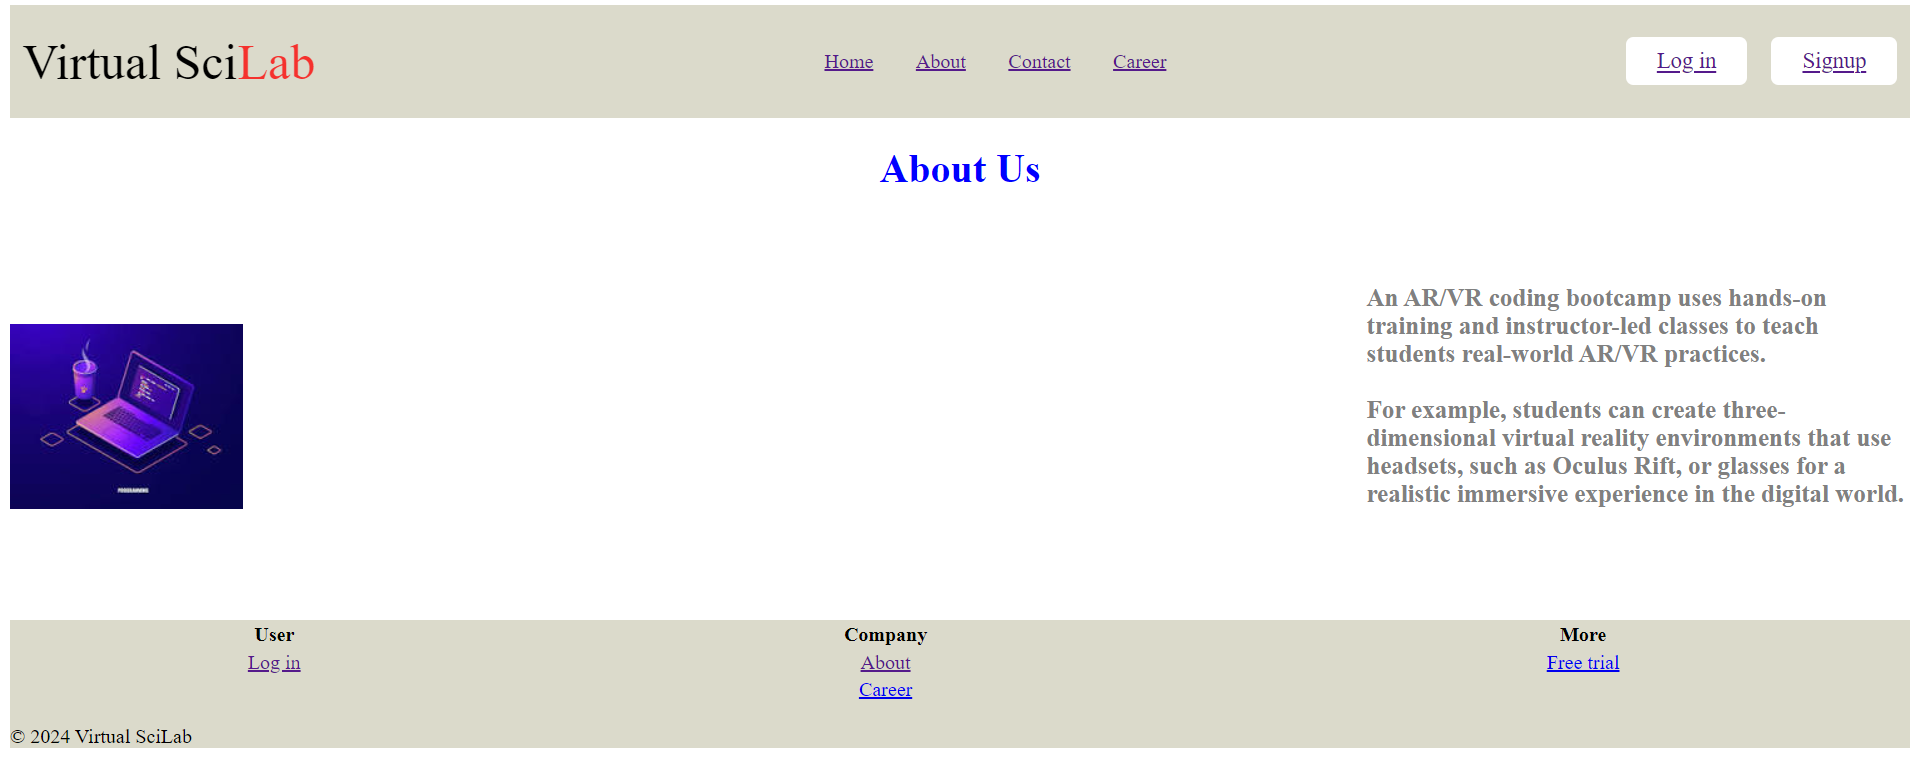 Virtual SciLab
Home About Contact Career
Log in Signup
About Us
An AR/VR coding bootcamp uses hands-on
training and instructor-led classes to teach
students real-world AR/VR practices.
For example, students can create three-
dimensional virtual reality environments that use
headsets, such as Oculus Rift, or glasses for a
realistic immersive experience in the digital world.
PROGRAMMING
User Company More
Log in About Free trial
Career
© 2024 Virtual SciLab